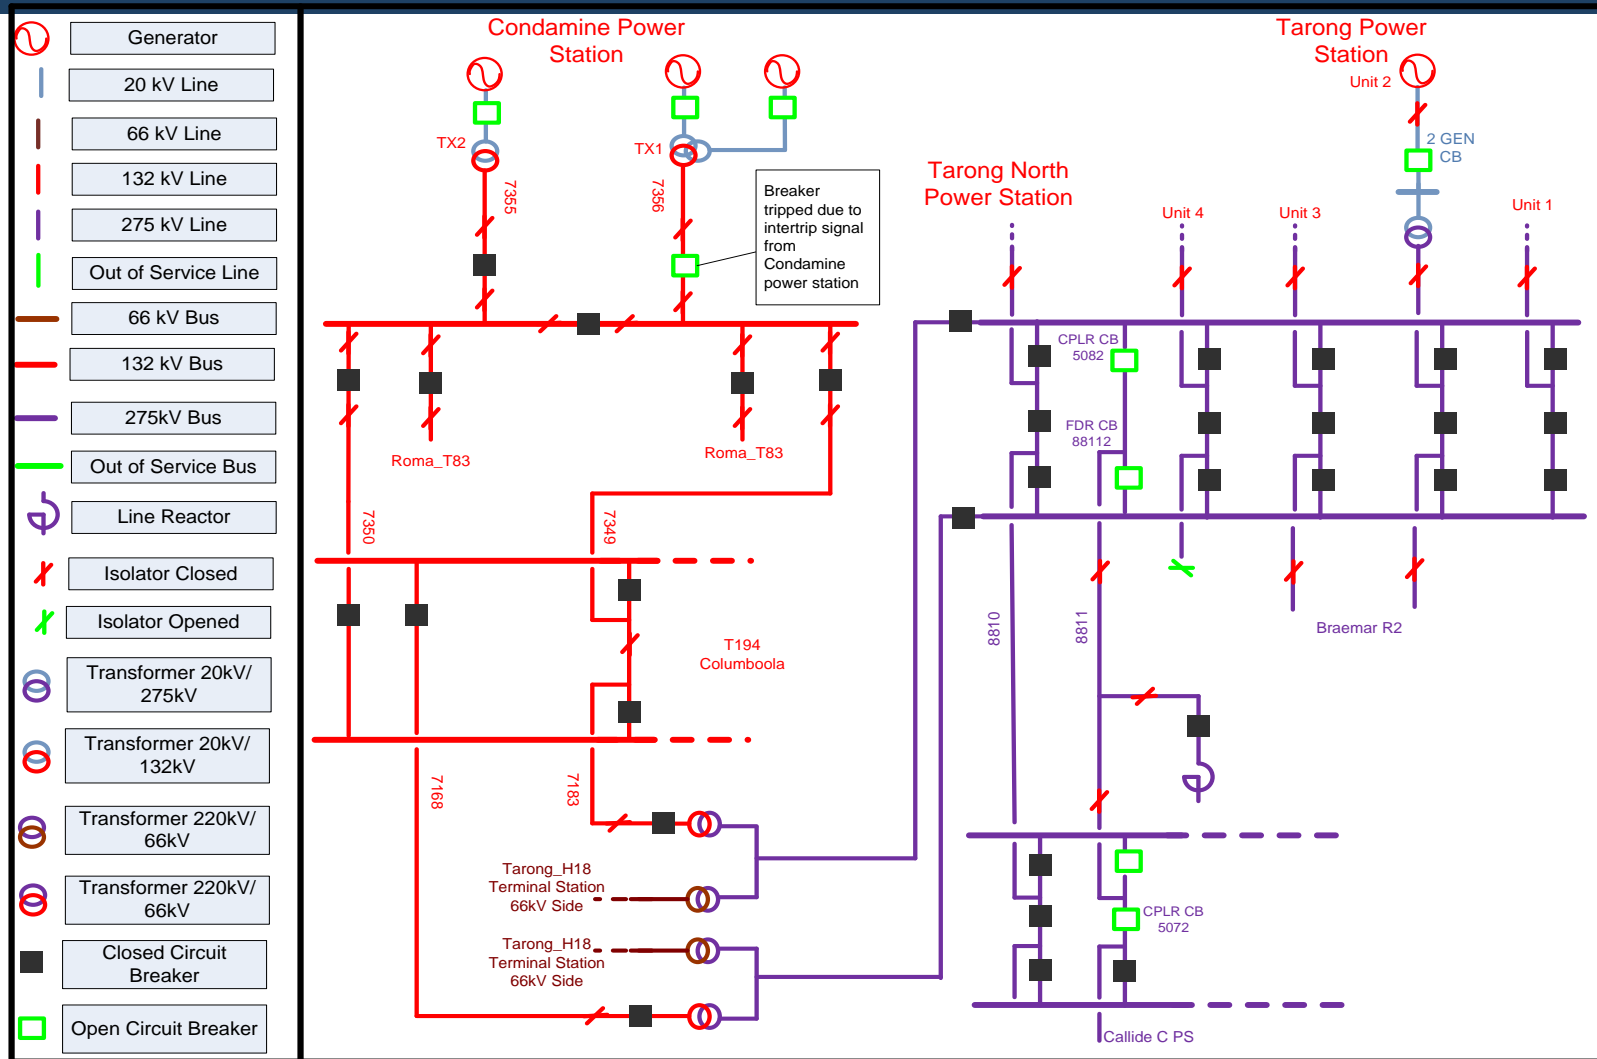 Generator
20 kV Line
66 kV Line
132 kV Line
275 kV Line
Out of Service Line
66 kV Bus
132 kV Bus
275kV Bus
Out of Service Bus
Line Reactor
Isolator Closed
Isolator Opened
Transformer 20kV/
275kV
Transformer 20kV/
132kV
Transformer 220kV/
66kV
Transformer 220kV/
66kV
Closed Circuit
Breaker
Open Circuit Breaker
Condamine Power
Station
TX2
TX1
7355
7356
Breaker
tripped due to
intertrip signal
from
Condamine
power station
Roma_T83
Roma_T83
7350
7349
T194
Columboola
7168
7183
Tarong_H18
Terminal Station
66kV Side
Tarong_H18
Terminal Station
66kV Side
Tarong Power
Station
Unit 2
2 GEN
CB
Tarong North
Power Station
Unit 4
Unit 3
Unit 1
CPLR CB
5082
FDR CB
88112
8810
8811
Braemar R2
CPLR CB
5072
Callide C PS